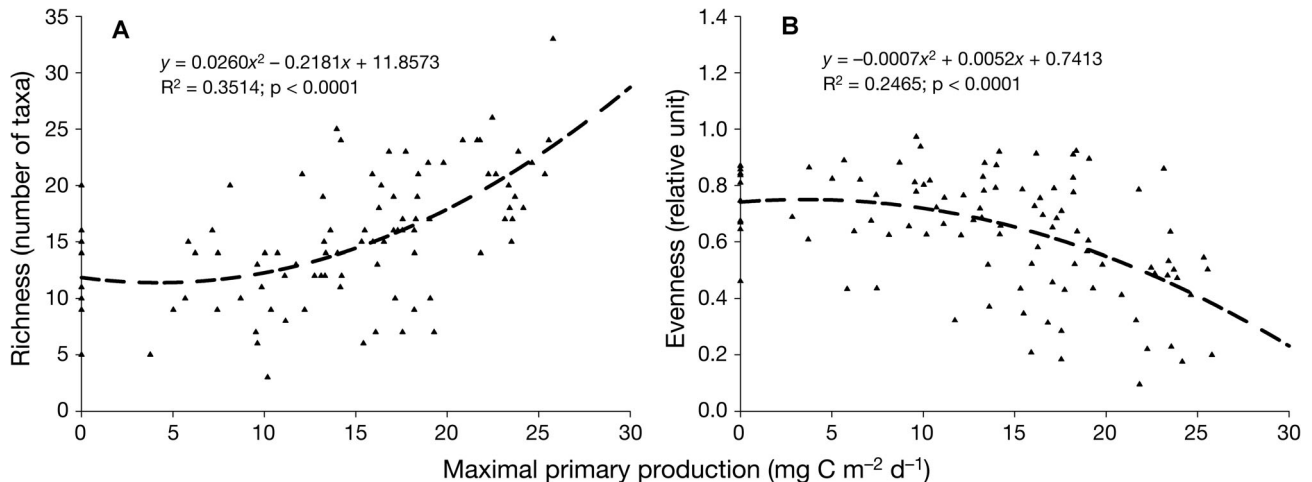 A
y = 0.0260x² – 0.2181x + 11.8573
R² = 0.3514; p < 0.0001
Richness (number of taxa)
35
30
25
20
15
10
5
0
0 5 10 15 20 25 30
B
y = –0.0007x² + 0.0052x + 0.7413
R² = 0.2465; p < 0.0001
Evenness (relative unit)
1.4
1.2
1.0
0.8
0.6
0.4
0.2
0.0
0 5 10 15 20 25 30
Maximal primary production (mg C m⁻² d⁻¹)